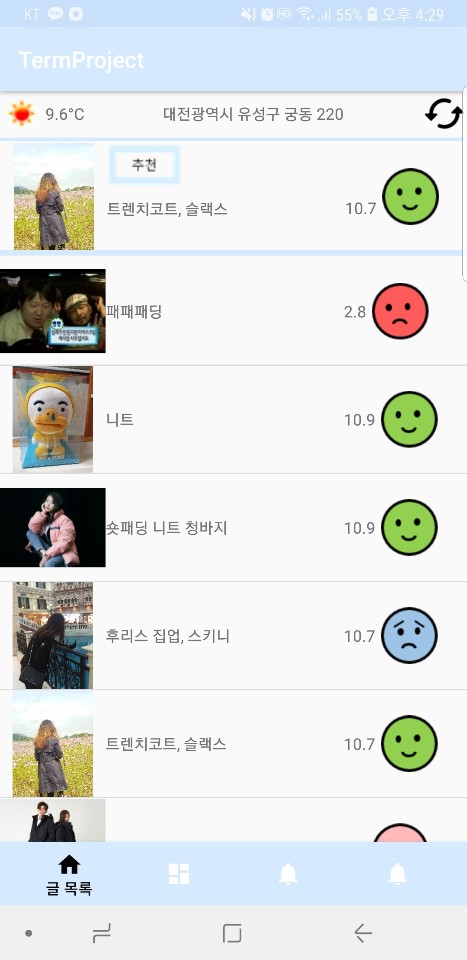 KT
55%
오후 4:29
TermProject
9.6°C
대전광역시 유성구 궁동 220
추천
트렌치코트, 슬랙스
10.7
패패패딩
2.8
니트
10.9
숏패딩 니트 청바지
10.9
후리스 집업, 스키니
10.7
트렌치코트, 슬랙스
10.7
글 목록